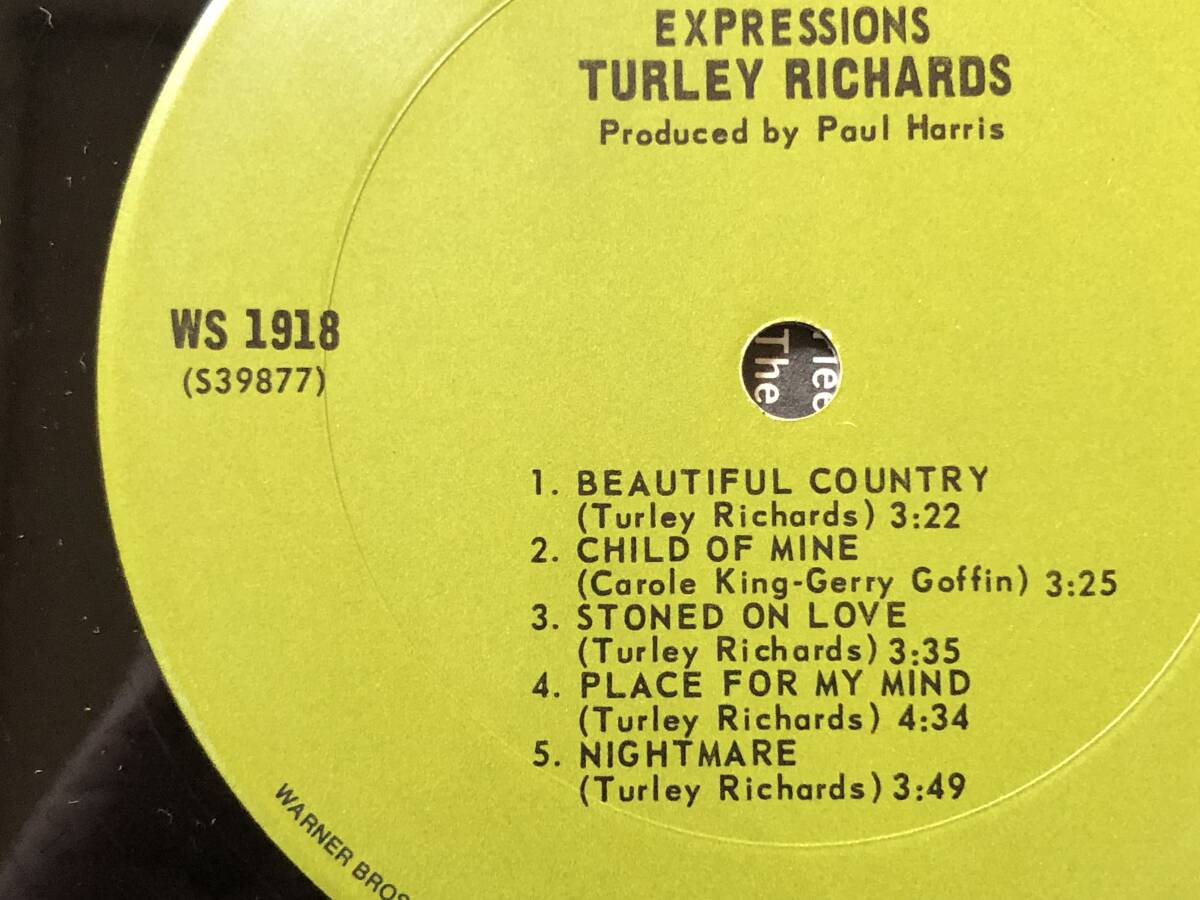 EXPRESSIONS
TURLEY RICHARDS
Produced by Paul Harris
WS 1918
(S39877)
The
1. BEAUTIFUL COUNTRY
(Turley Richards) 3:22
2. CHILD OF MINE
(Carole King-Gerry Goffin) 3:25
3. STONED ON LOVE
(Turley Richards) 3:35
4. PLACE FOR MY MIND
(Turley Richards) 4:34
5. NIGHTMARE
(Turley Richards) 3:49
WARNER BROS